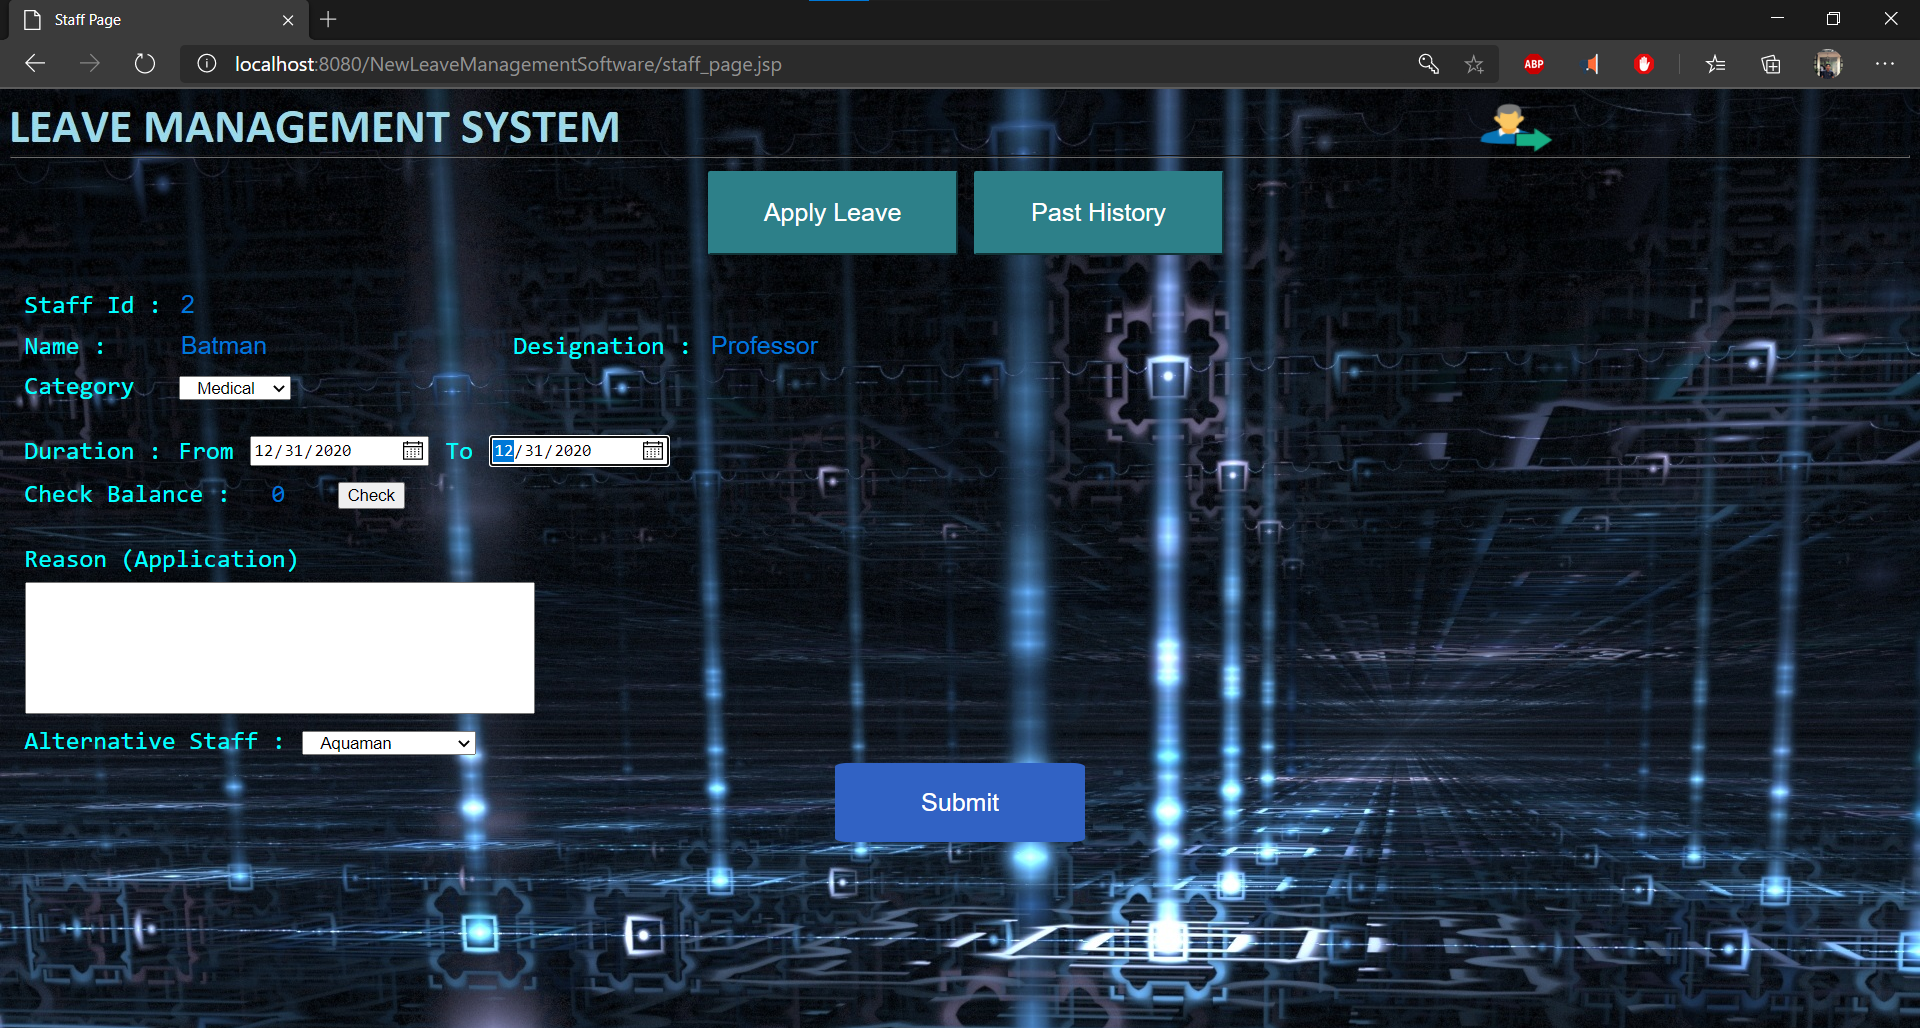 Staff Page
localhost:8080/NewLeaveManagementSoftware/staff_page.jsp
ABP
LEAVE MANAGEMENT SYSTEM
Apply Leave Past History
Staff Id : 2
Name : Batman Designation : Professor
Category Medical
Duration : From 12/31/2020 To 12/31/2020
Check Balance : 0 Check
Reason (Application)
Alternative Staff : Aquaman
Submit